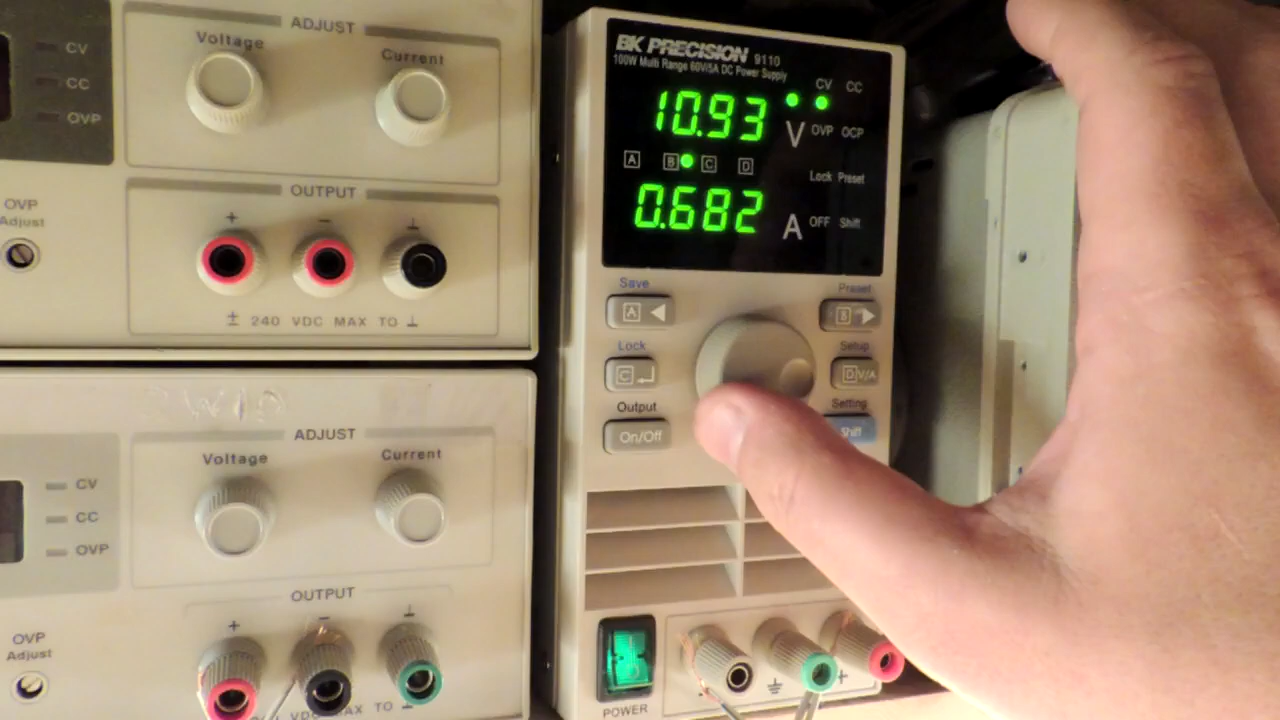 ADJUST
Voltage
Current
CV
CC
OVP
OVP
Adjust
OUTPUT
+
−
⊥
± 240 VDC MAX TO ⊥
ADJUST
Voltage
Current
CV
CC
OVP
OVP
Adjust
OUTPUT
+
−
⊥
VDC MAX TO ⊥
BK PRECISION 9110
100W Multi Range 60V/5A DC Power Supply
CV CC
10.93
V
OVP OCP
A B C D
Lock Preset
0.682
A
OFF Shift
Save
Preset
A ◀
B ▶
Lock
Setup
C ↵
D V/A
Output
Setting
On/Off
Shift
POWER
-
⏚
+